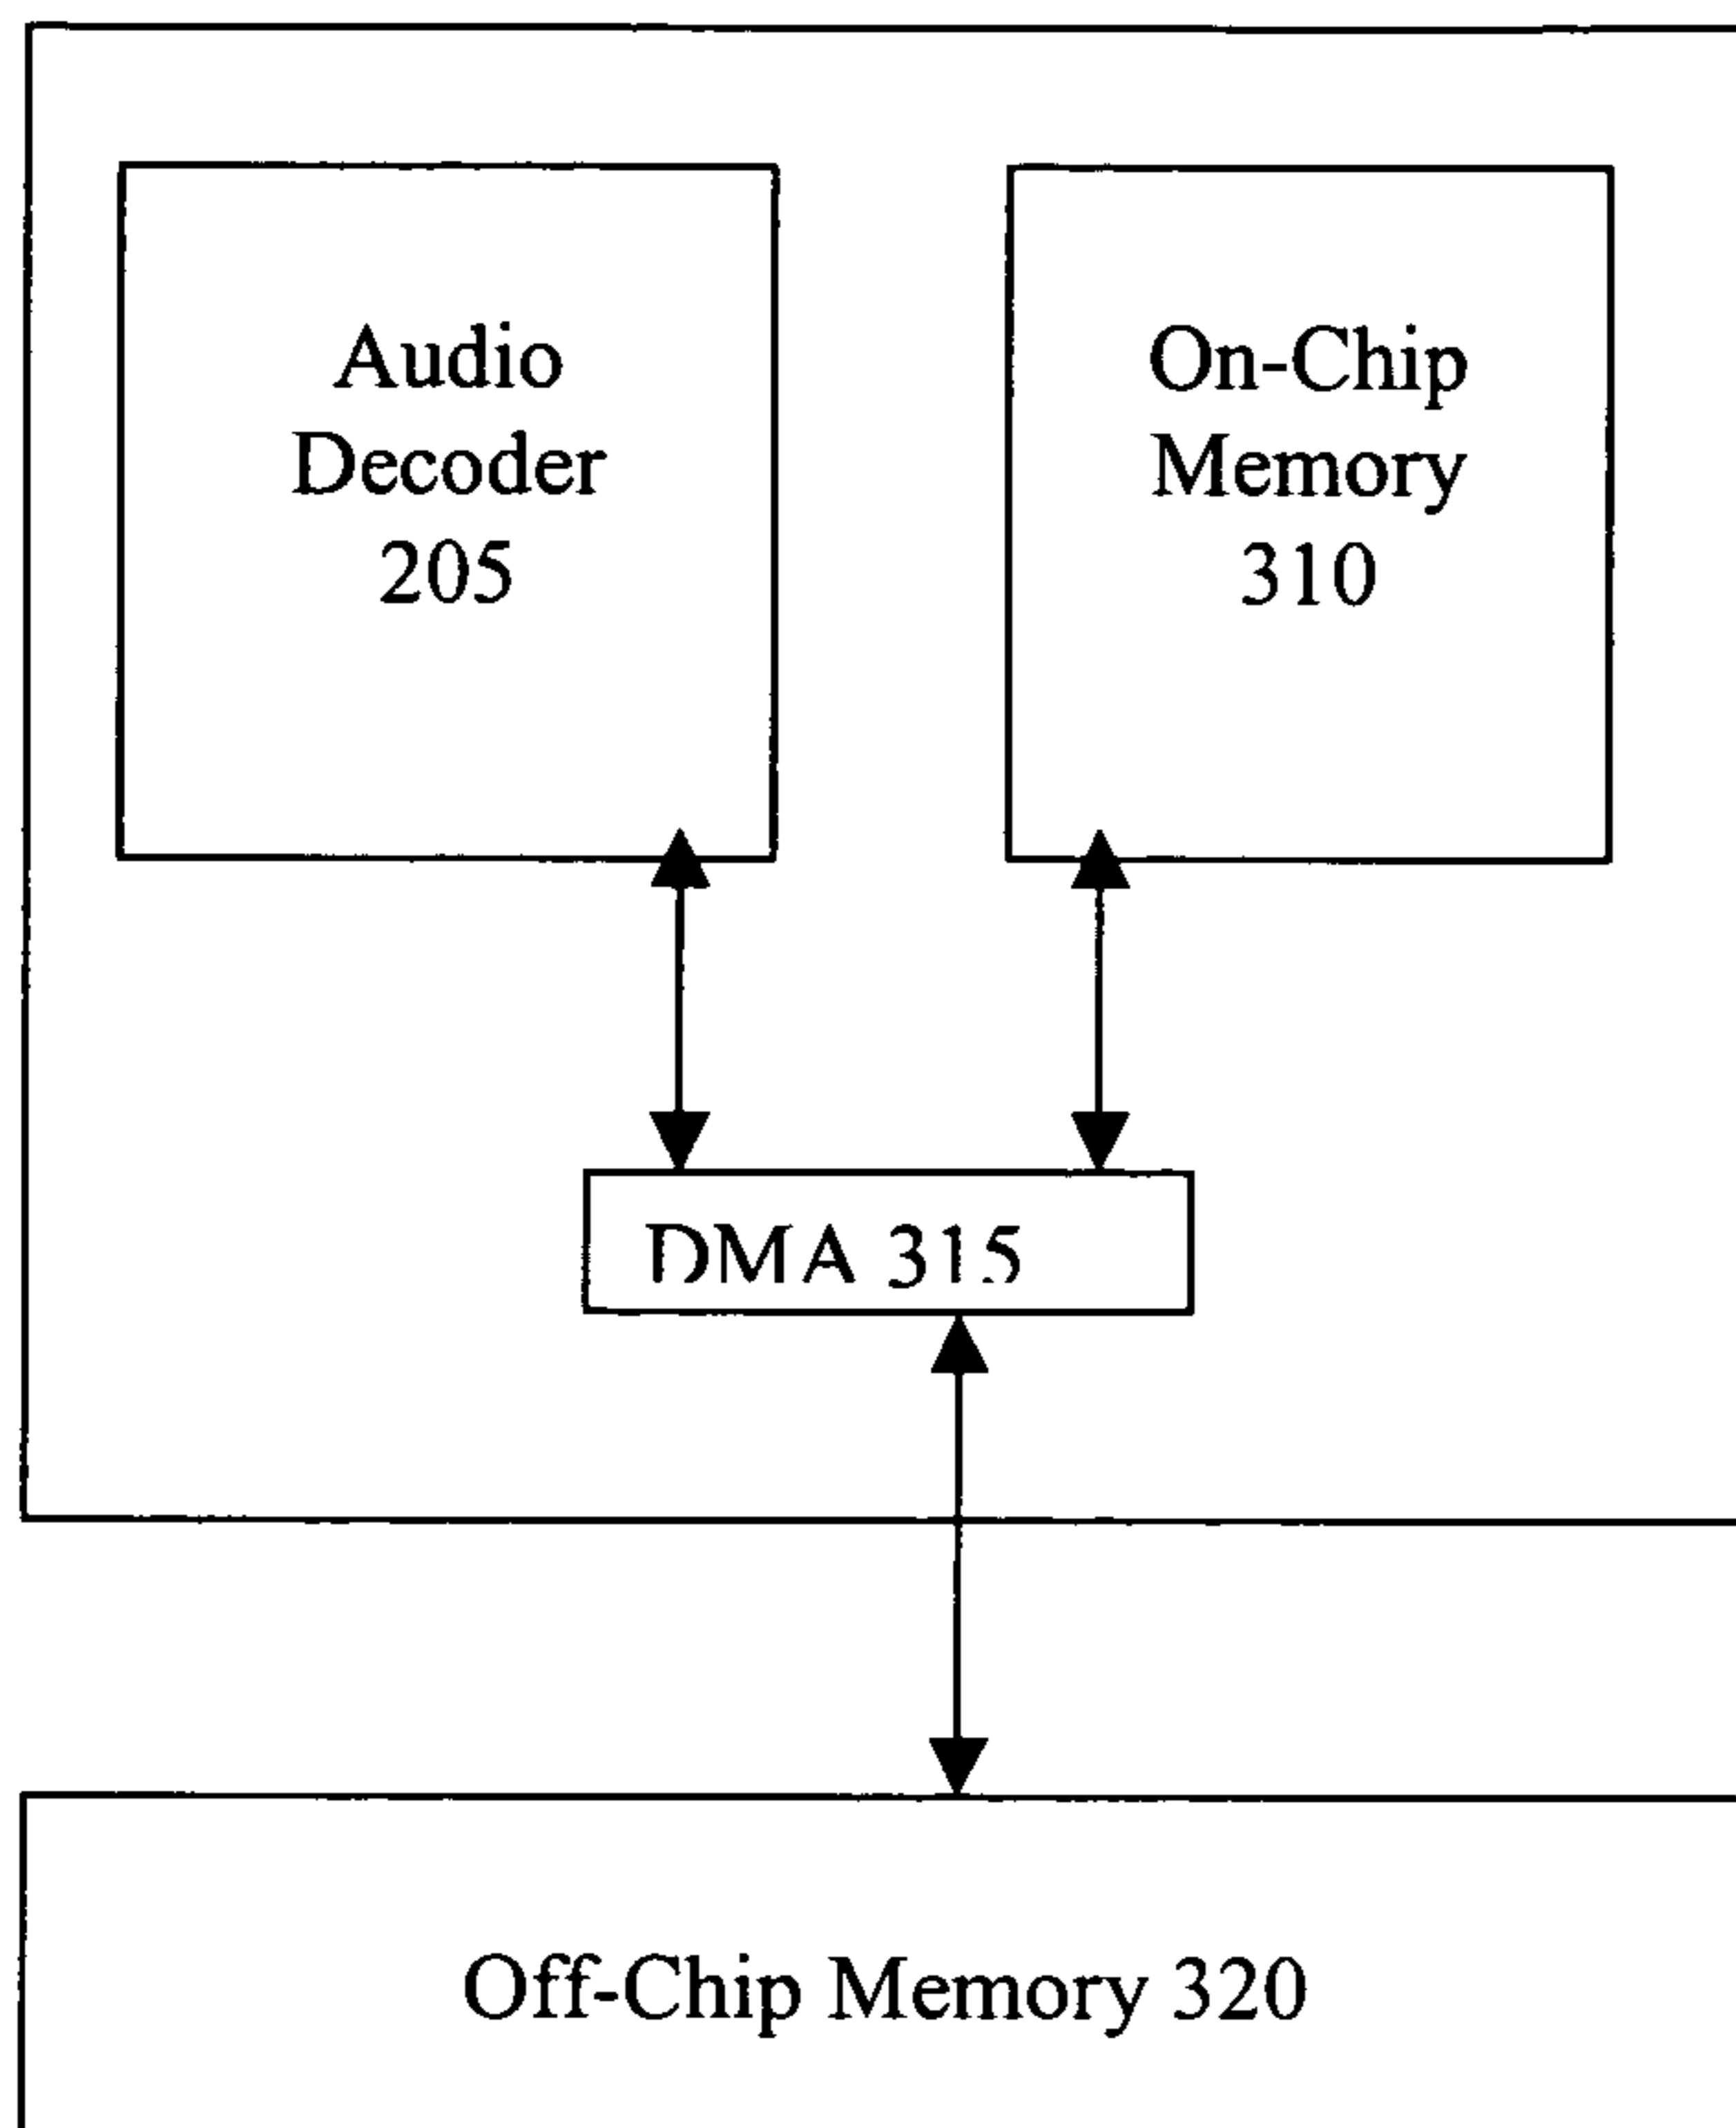 Audio
Decoder
205
On-Chip
Memory
310
DMA 315
Off-Chip Memory 320